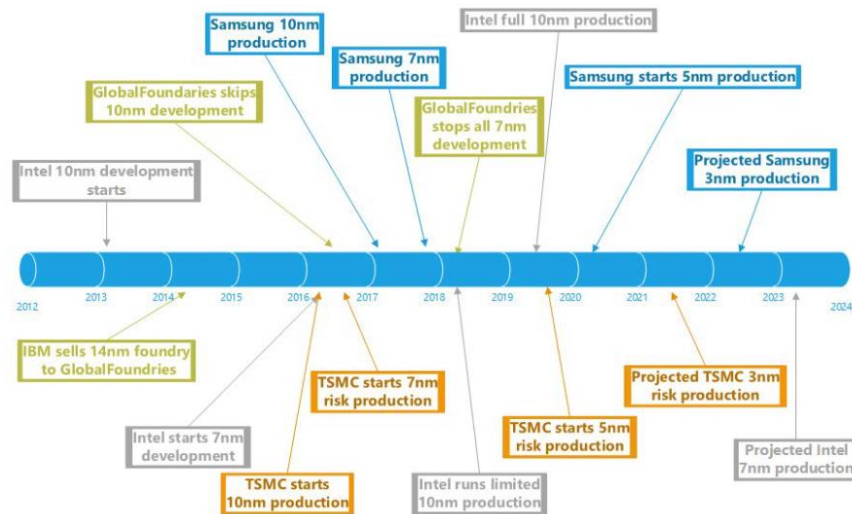 Samsung 10nm
production
Intel full 10nm production
Samsung 7nm
production
Samsung starts 5nm production
GlobalFoundaries skips
10nm development
GlobalFoundries
stops all 7nm
development
Intel 10nm development
starts
Projected Samsung
3nm production
2012
2013
2014
2015
2016
2017
2018
2019
2020
2021
2022
2023
2024
IBM sells 14nm foundry
to GlobalFoundries
TSMC starts 7nm
risk production
Projected TSMC 3nm
risk production
Intel starts 7nm
development
TSMC starts 5nm
risk production
Projected Intel
7nm production
TSMC starts
10nm production
Intel runs limited
10nm production